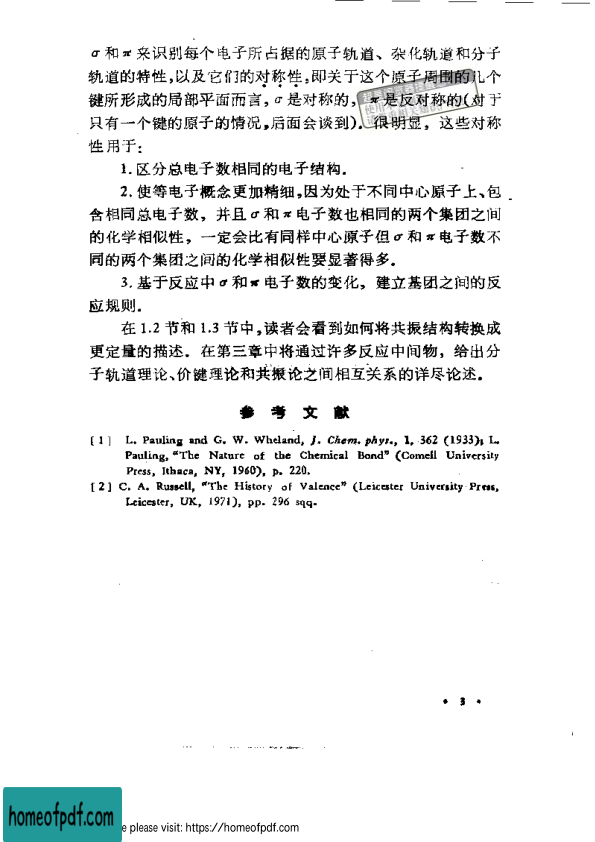 σ和π来识别每个电子所占据的原子轨道、杂化轨道和分子
轨道的特性,以及它们的对称性,即关于这个原子周围的几个
键所形成的局部平面而言,σ是对称的,π是反对称的(对于
只有一个键的原子的情况,后面会谈到). 很明显，这些对称
性用于:
1. 区分总电子数相同的电子结构.
2. 使等电子概念更加精细,因为处于不同中心原子上、包
含相同总电子数，并且σ和π电子数也相同的两个集团之间
的化学相似性，一定会比有同样中心原子但σ和π电子数不
同的两个集团之间的化学相似性要显著得多.
3. 基于反应中σ和π电子数的变化，建立基团之间的反
应规则.
在1.2节和1.3节中,读者会看到如何将共振结构转换成
更定量的描述. 在第三章中将通过许多反应中间物，给出分
子轨道理论、价键理论和共振论之间相互关系的详尽论述.
参考文献
[1] L. Pauling and G. W. Wheland, J. Chem. phys., 1, 362 (1933); L.
Pauling, "The Nature of the Chemical Bond" (Cornell University
Press, Ithaca, NY, 1960), p. 220.
[2] C. A. Russell, "The History of Valence" (Leicester University Press,
Leicester, UK, 1971), pp. 296 sqq.
• 3 •
homeofpdf.com
e please visit: https://homeofpdf.com